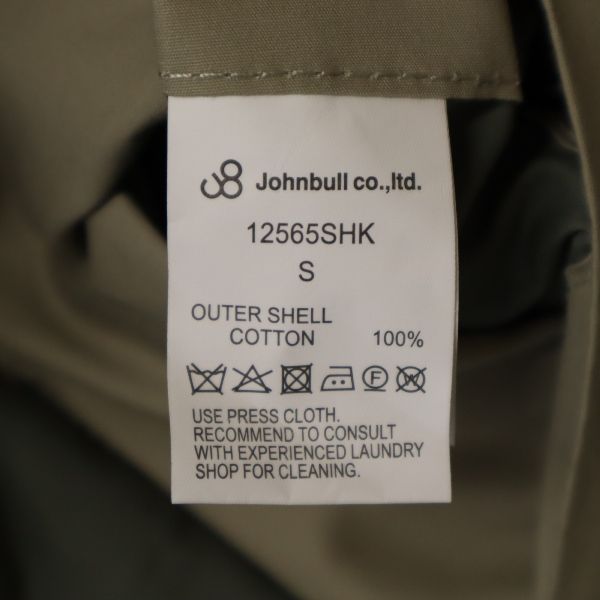 Johnbull co.,ltd.
12565SHK
S
OUTER SHELL
COTTON 100%
USE PRESS CLOTH.
RECOMMEND TO CONSULT
WITH EXPERIENCED LAUNDRY
SHOP FOR CLEANING.